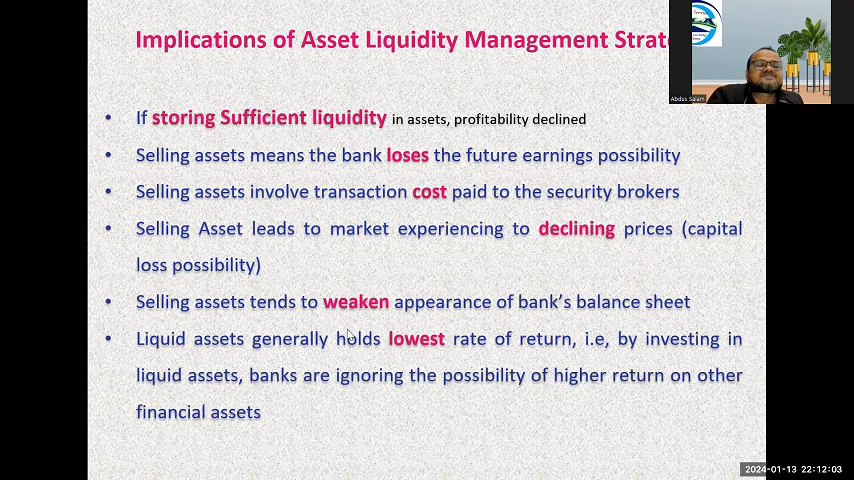 Implications of Asset Liquidity Management Strat
• If storing Sufficient liquidity in assets, profitability declined
• Selling assets means the bank loses the future earnings possibility
• Selling assets involve transaction cost paid to the security brokers
• Selling Asset leads to market experiencing to declining prices (capital
loss possibility)
• Selling assets tends to weaken appearance of bank's balance sheet
• Liquid assets generally holds lowest rate of return, i.e, by investing in
liquid assets, banks are ignoring the possibility of higher return on other
financial assets
Abdus Salam
2024-01-13 22:12:03